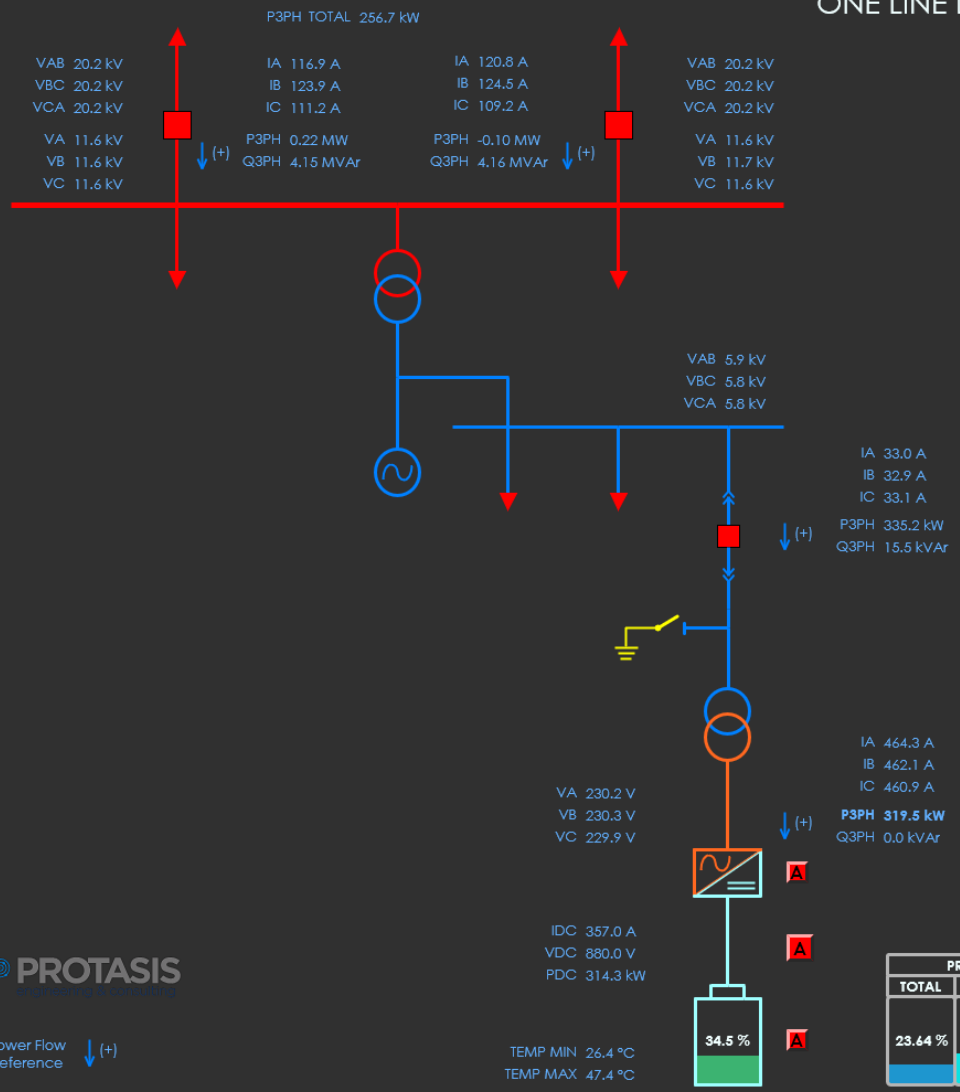 ONE LINE
P3PH TOTAL 256.7 kW
VAB 20.2 kV
VBC 20.2 kV
VCA 20.2 kV
VA 11.6 kV
VB 11.6 kV
VC 11.6 kV
IA 116.9 A
IB 123.9 A
IC 111.2 A
P3PH 0.22 MW
Q3PH 4.15 MVAr
(+)
IA 120.8 A
IB 124.5 A
IC 109.2 A
P3PH -0.10 MW
Q3PH 4.16 MVAr
(+)
VAB 20.2 kV
VBC 20.2 kV
VCA 20.2 kV
VA 11.6 kV
VB 11.7 kV
VC 11.6 kV
VAB 5.9 kV
VBC 5.8 kV
VCA 5.8 kV
IA 33.0 A
IB 32.9 A
IC 33.1 A
P3PH 335.2 kW
Q3PH 15.5 kVAr
(+)
IA 464.3 A
IB 462.1 A
IC 460.9 A
P3PH 319.5 kW
Q3PH 0.0 kVAr
(+)
VA 230.2 V
VB 230.3 V
VC 229.9 V
A
IDC 357.0 A
VDC 880.0 V
PDC 314.3 kW
A
34.5 %
A
TEMP MIN 26.4 °C
TEMP MAX 47.4 °C
PR
TOTAL
23.64 %
PROTASIS
engineering & consulting
ower Flow
eference
(+)